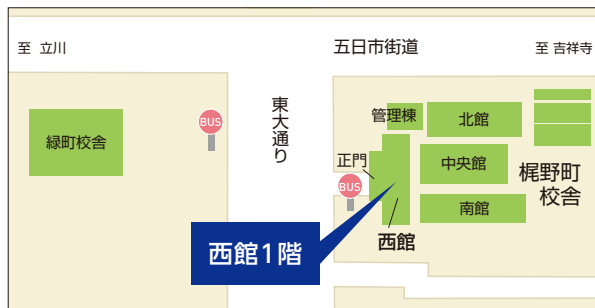 至 立川
五日市街道
至 吉祥寺
緑町校舎
BUS
東大通り
管理棟
北館
正門
中央館
梶野町
校舎
BUS
南館
西館
西館1階